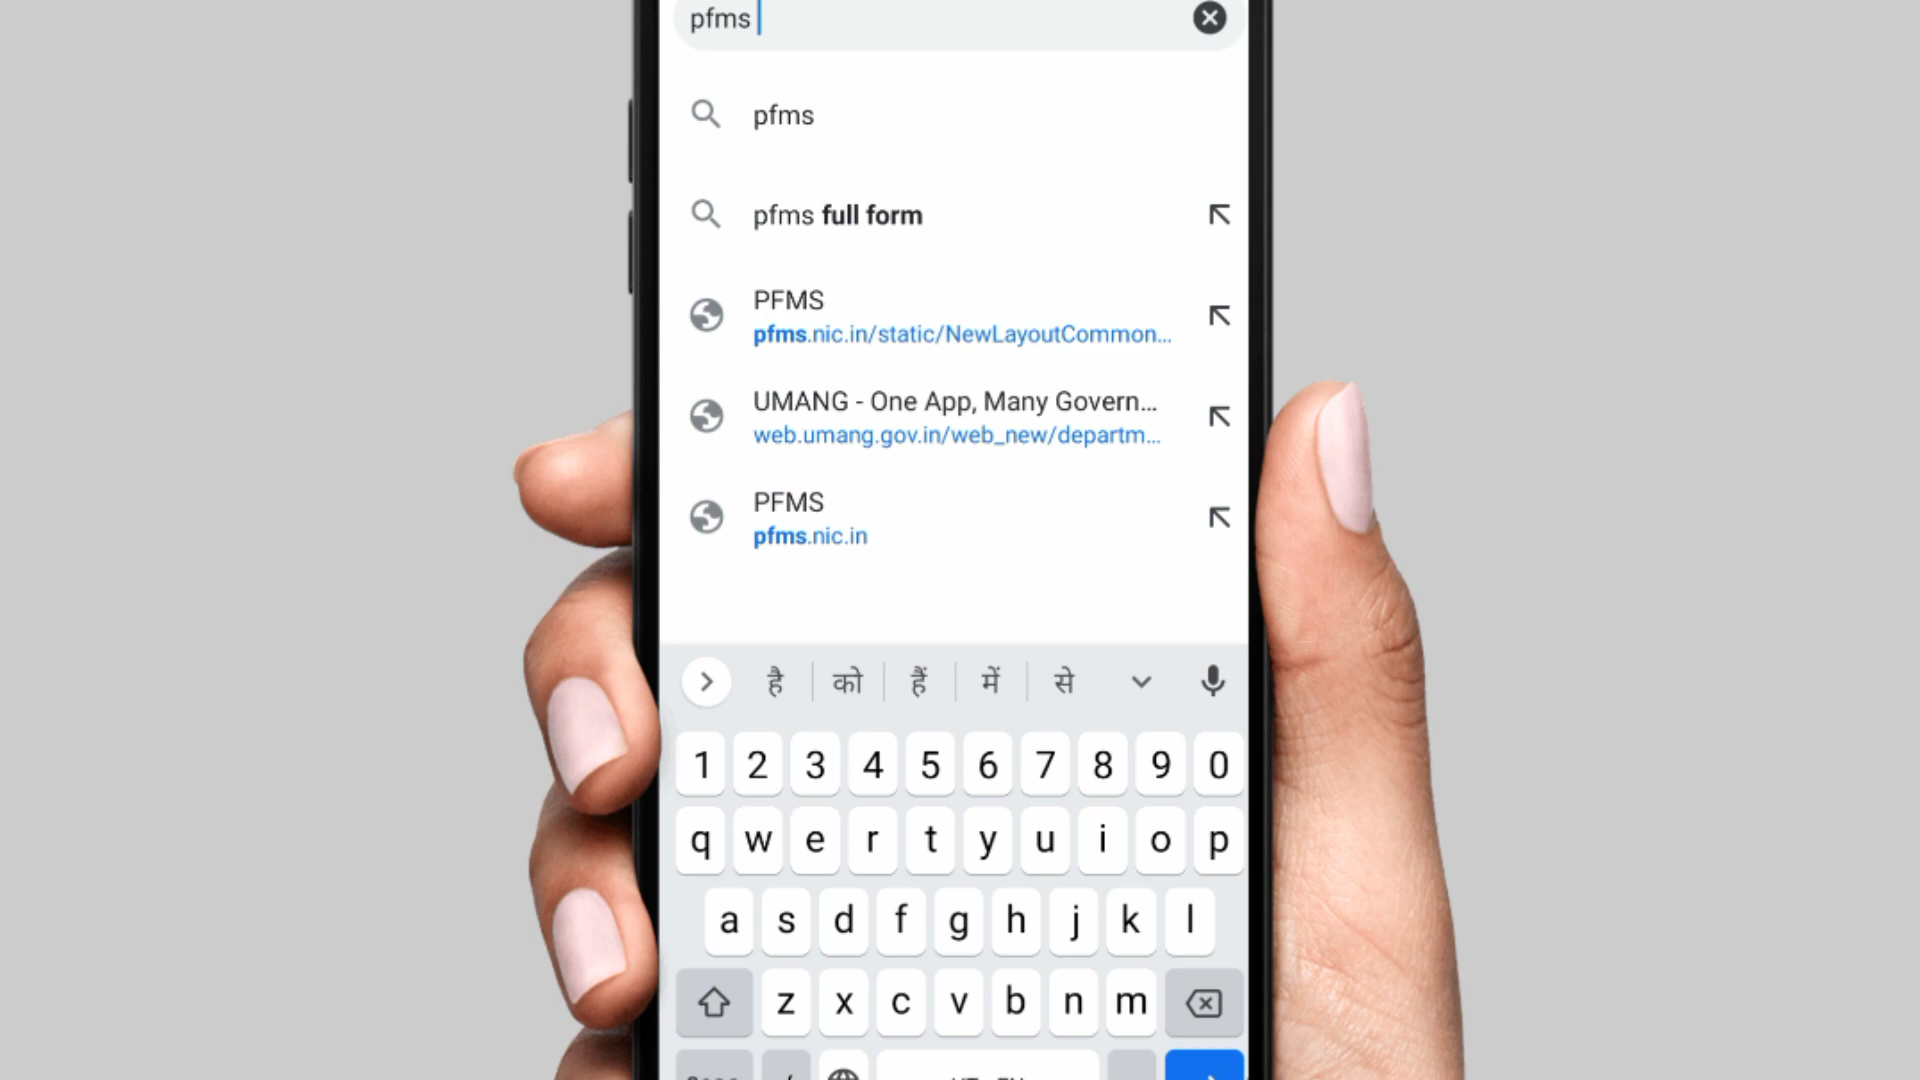 pfms
pfms
pfms full form
PFMS
pfms.nic.in/static/NewLayoutCommon...
UMANG - One App, Many Govern...
web.umang.gov.in/web_new/departm...
PFMS
pfms.nic.in
है को हैं में से
1 2 3 4 5 6 7 8 9 0
q w e r t y u i o p
a s d f g h j k l
z x c v b n m